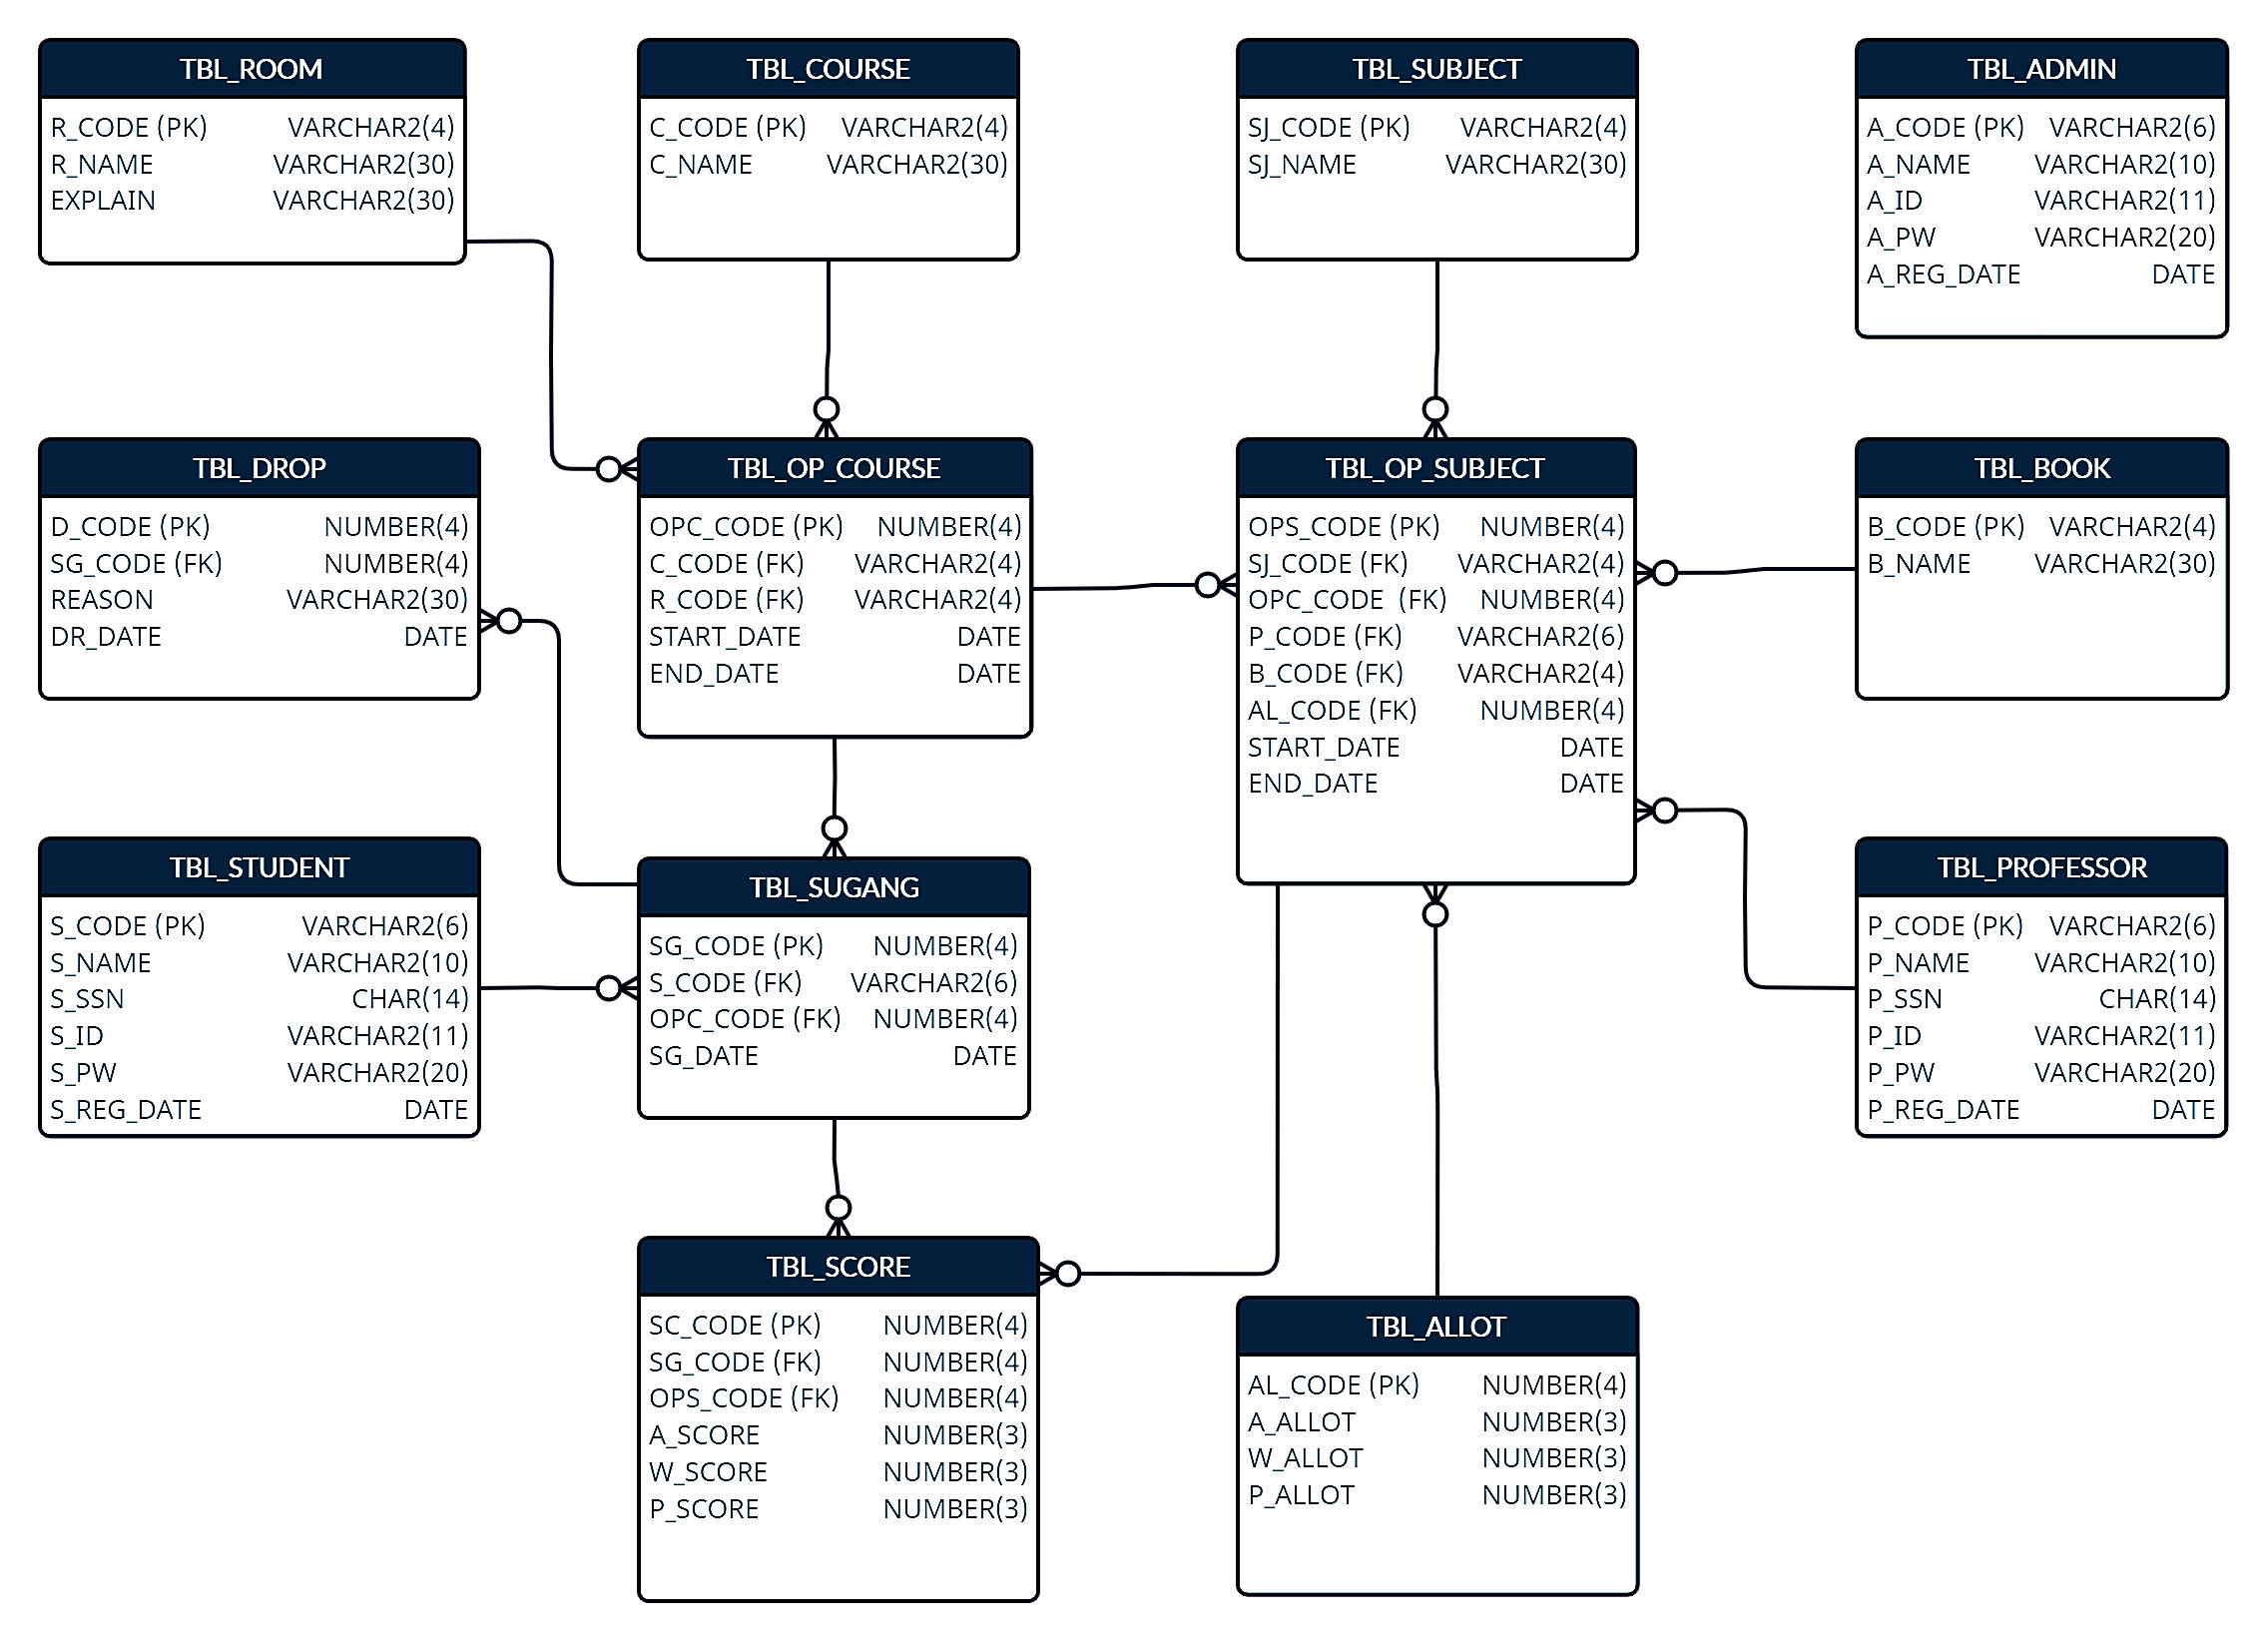 TBL_ROOM
R_CODE (PK) VARCHAR2(4)
R_NAME VARCHAR2(30)
EXPLAIN VARCHAR2(30)
TBL_COURSE
C_CODE (PK) VARCHAR2(4)
C_NAME VARCHAR2(30)
TBL_SUBJECT
SJ_CODE (PK) VARCHAR2(4)
SJ_NAME VARCHAR2(30)
TBL_ADMIN
A_CODE (PK) VARCHAR2(6)
A_NAME VARCHAR2(10)
A_ID VARCHAR2(11)
A_PW VARCHAR2(20)
A_REG_DATE DATE
TBL_DROP
D_CODE (PK) NUMBER(4)
SG_CODE (FK) NUMBER(4)
REASON VARCHAR2(30)
DR_DATE DATE
TBL_OP_COURSE
OPC_CODE (PK) NUMBER(4)
C_CODE (FK) VARCHAR2(4)
R_CODE (FK) VARCHAR2(4)
START_DATE DATE
END_DATE DATE
TBL_OP_SUBJECT
OPS_CODE (PK) NUMBER(4)
SJ_CODE (FK) VARCHAR2(4)
OPC_CODE (FK) NUMBER(4)
P_CODE (FK) VARCHAR2(6)
B_CODE (FK) VARCHAR2(4)
AL_CODE (FK) NUMBER(4)
START_DATE DATE
END_DATE DATE
TBL_BOOK
B_CODE (PK) VARCHAR2(4)
B_NAME VARCHAR2(30)
TBL_STUDENT
S_CODE (PK) VARCHAR2(6)
S_NAME VARCHAR2(10)
S_SSN CHAR(14)
S_ID VARCHAR2(11)
S_PW VARCHAR2(20)
S_REG_DATE DATE
TBL_SUGANG
SG_CODE (PK) NUMBER(4)
S_CODE (FK) VARCHAR2(6)
OPC_CODE (FK) NUMBER(4)
SG_DATE DATE
TBL_PROFESSOR
P_CODE (PK) VARCHAR2(6)
P_NAME VARCHAR2(10)
P_SSN CHAR(14)
P_ID VARCHAR2(11)
P_PW VARCHAR2(20)
P_REG_DATE DATE
TBL_SCORE
SC_CODE (PK) NUMBER(4)
SG_CODE (FK) NUMBER(4)
OPS_CODE (FK) NUMBER(4)
A_SCORE NUMBER(3)
W_SCORE NUMBER(3)
P_SCORE NUMBER(3)
TBL_ALLOT
AL_CODE (PK) NUMBER(4)
A_ALLOT NUMBER(3)
W_ALLOT NUMBER(3)
P_ALLOT NUMBER(3)